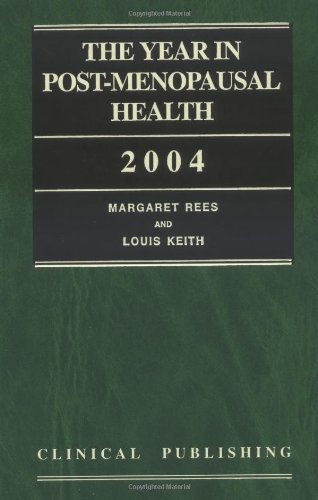 THE YEAR IN
POST-MENOPAUSAL
HEALTH
2004
MARGARET REES
AND
LOUIS KEITH
CLINICAL PUBLISHING